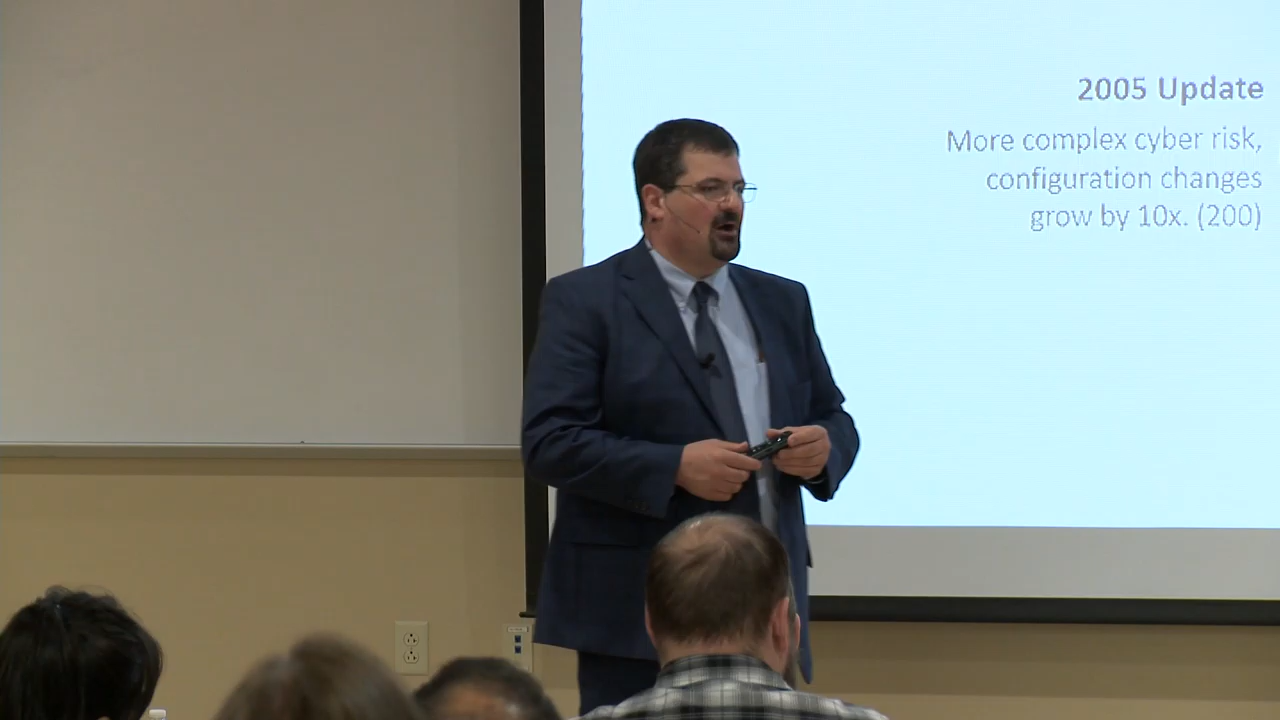 2005 Update
More complex cyber risk,
configuration changes
grow by 10x. (200)